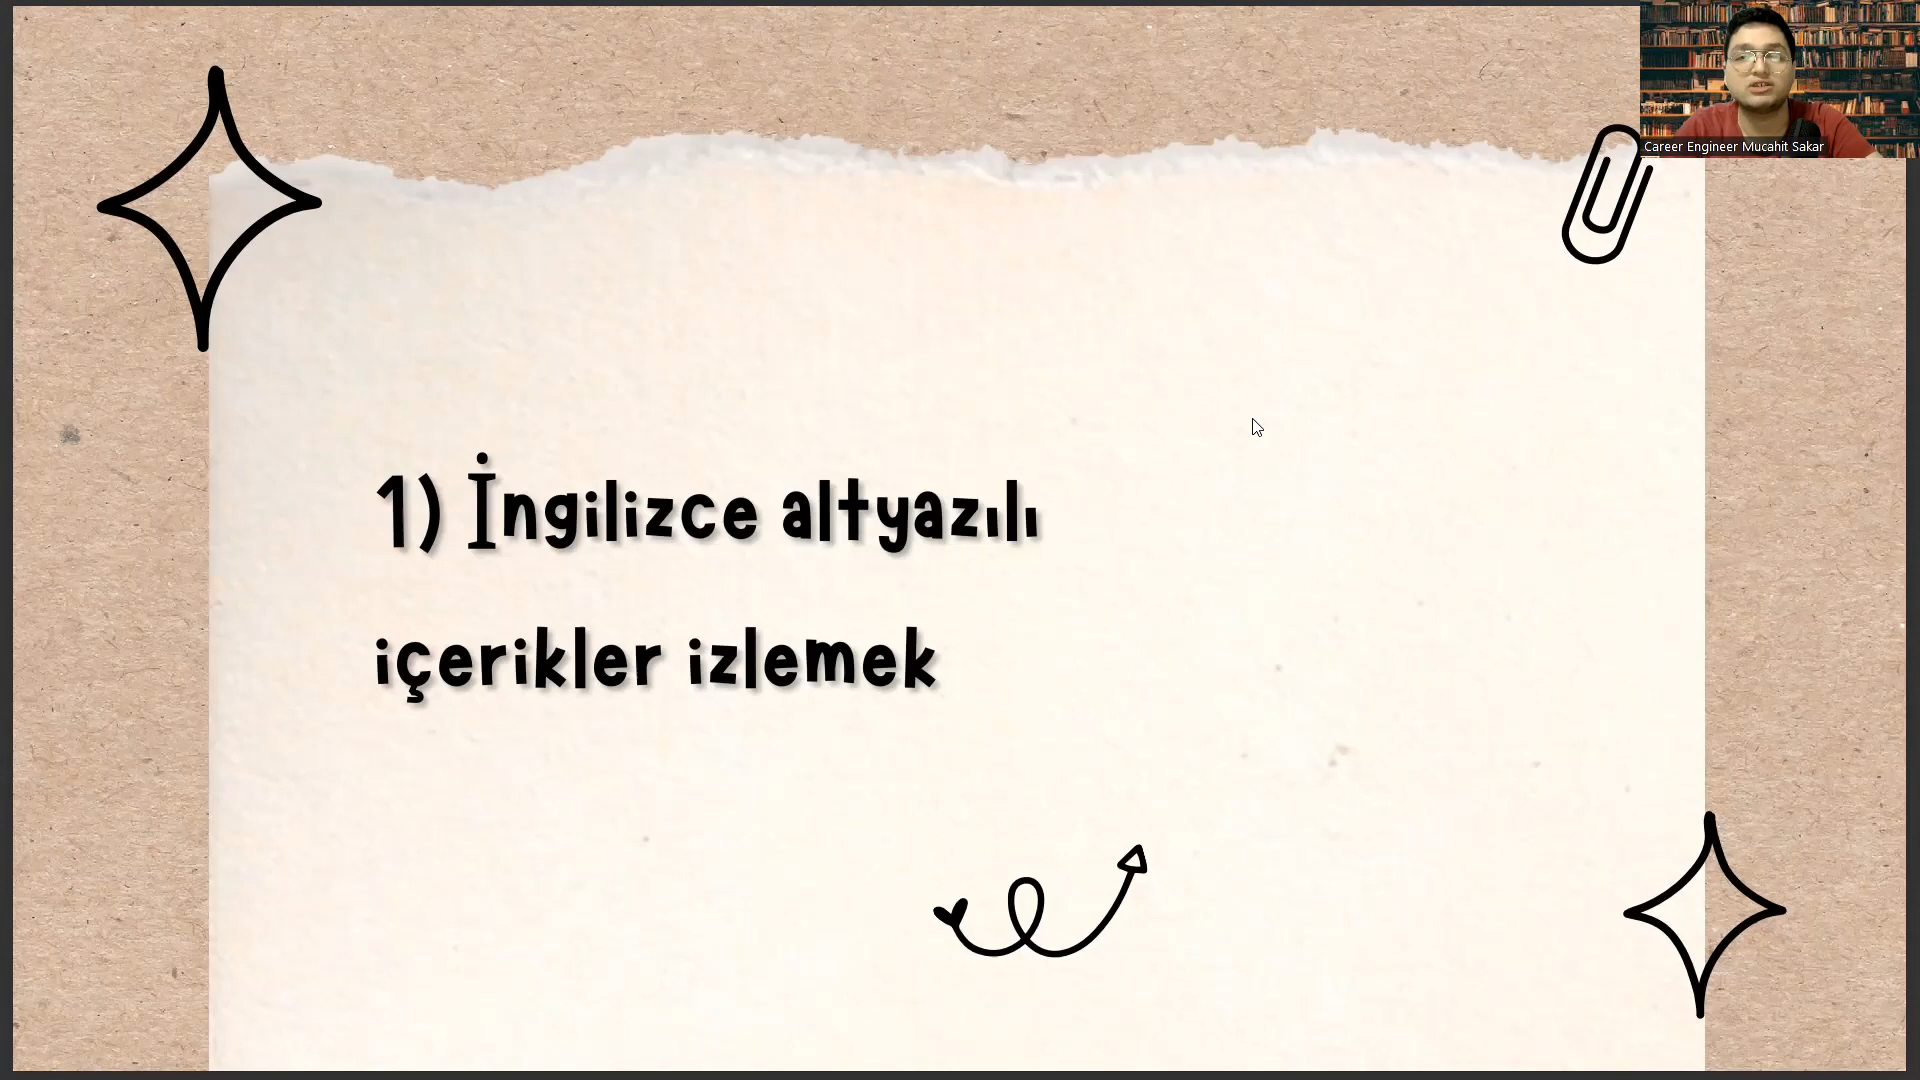 Career Engineer Mucahit Sakar
1) İngilizce altyazılı
içerikler izlemek